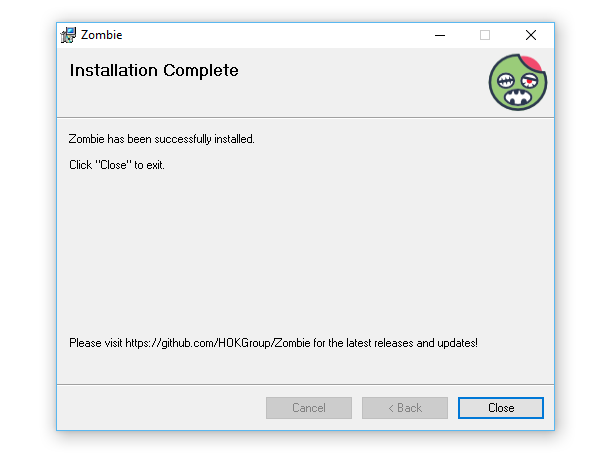 Zombie
Installation Complete
Zombie has been successfully installed.
Click "Close" to exit.
Please visit https://github.com/HOKGroup/Zombie for the latest releases and updates!
Cancel
< Back
Close